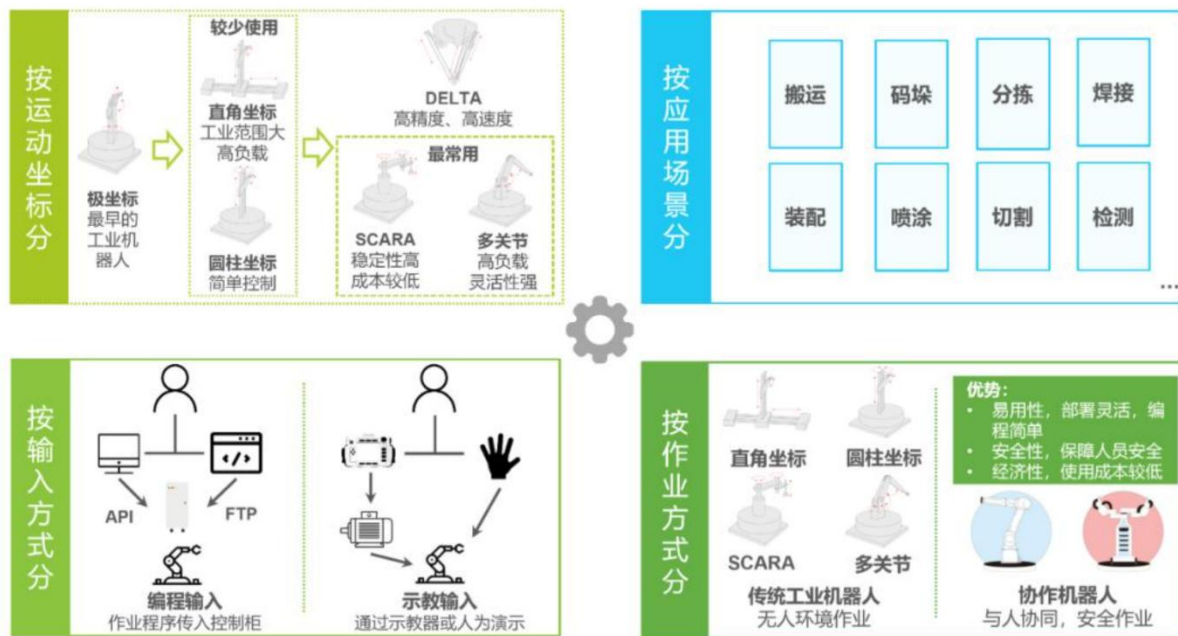 按运动坐标分
极坐标
最早的
工业机
器人
较少使用
直角坐标
工业范围大
高负载
圆柱坐标
简单控制
DELTA
高精度、高速度
最常用
SCARA
稳定性高
成本较低
多关节
高负载
灵活性强
按应用场景分
搬运
码垛
分拣
焊接
装配
喷涂
切割
检测
...
按输入方式分
</>
API
FTP
编程输入
作业程序传入控制柜
示教输入
通过示教器或人为演示
按作业方式分
直角坐标
圆柱坐标
SCARA
多关节
传统工业机器人
无人环境作业
优势：
• 易用性，部署灵活，编
程简单
• 安全性，保障人员安全
• 经济性，使用成本较低
协作机器人
与人协同，安全作业